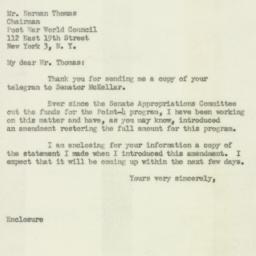 Mr. Norman Thomas
Chairman
Post War World Council
112 East 19th Street
New York 3, N. Y.
My dear Mr. Thomas:
Thank you for sending me a copy of your
telegram to Senator McKellar.
Ever since the Senate Appropriations Committee
cut the funds for the Point-4 program, I have been working
on this matter and have, as you may know, introduced
an amendment restoring the full amount for this program.
I am enclosing for your information a copy of
the statement I made when I introduced this amendment. I
expect that it will be coming up within the next few days.
Yours very sincerely,
Enclosure